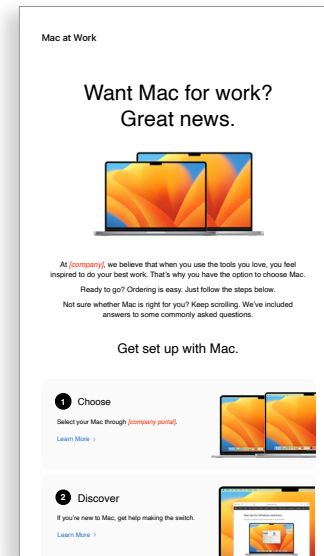 Mac at Work
Want Mac for work?
Great news.
At [company], we believe that when you use the tools you love, you feel
inspired to do your best work. That’s why you have the option to choose Mac.
Ready to go? Ordering is easy. Just follow the steps below.
Not sure whether Mac is right for you? Keep scrolling. We’ve included
answers to some commonly asked questions.
Get set up with Mac.
1 Choose
Select your Mac through [company portal].
Learn More >
2 Discover
If you’re new to Mac, get help making the switch.
Learn More >